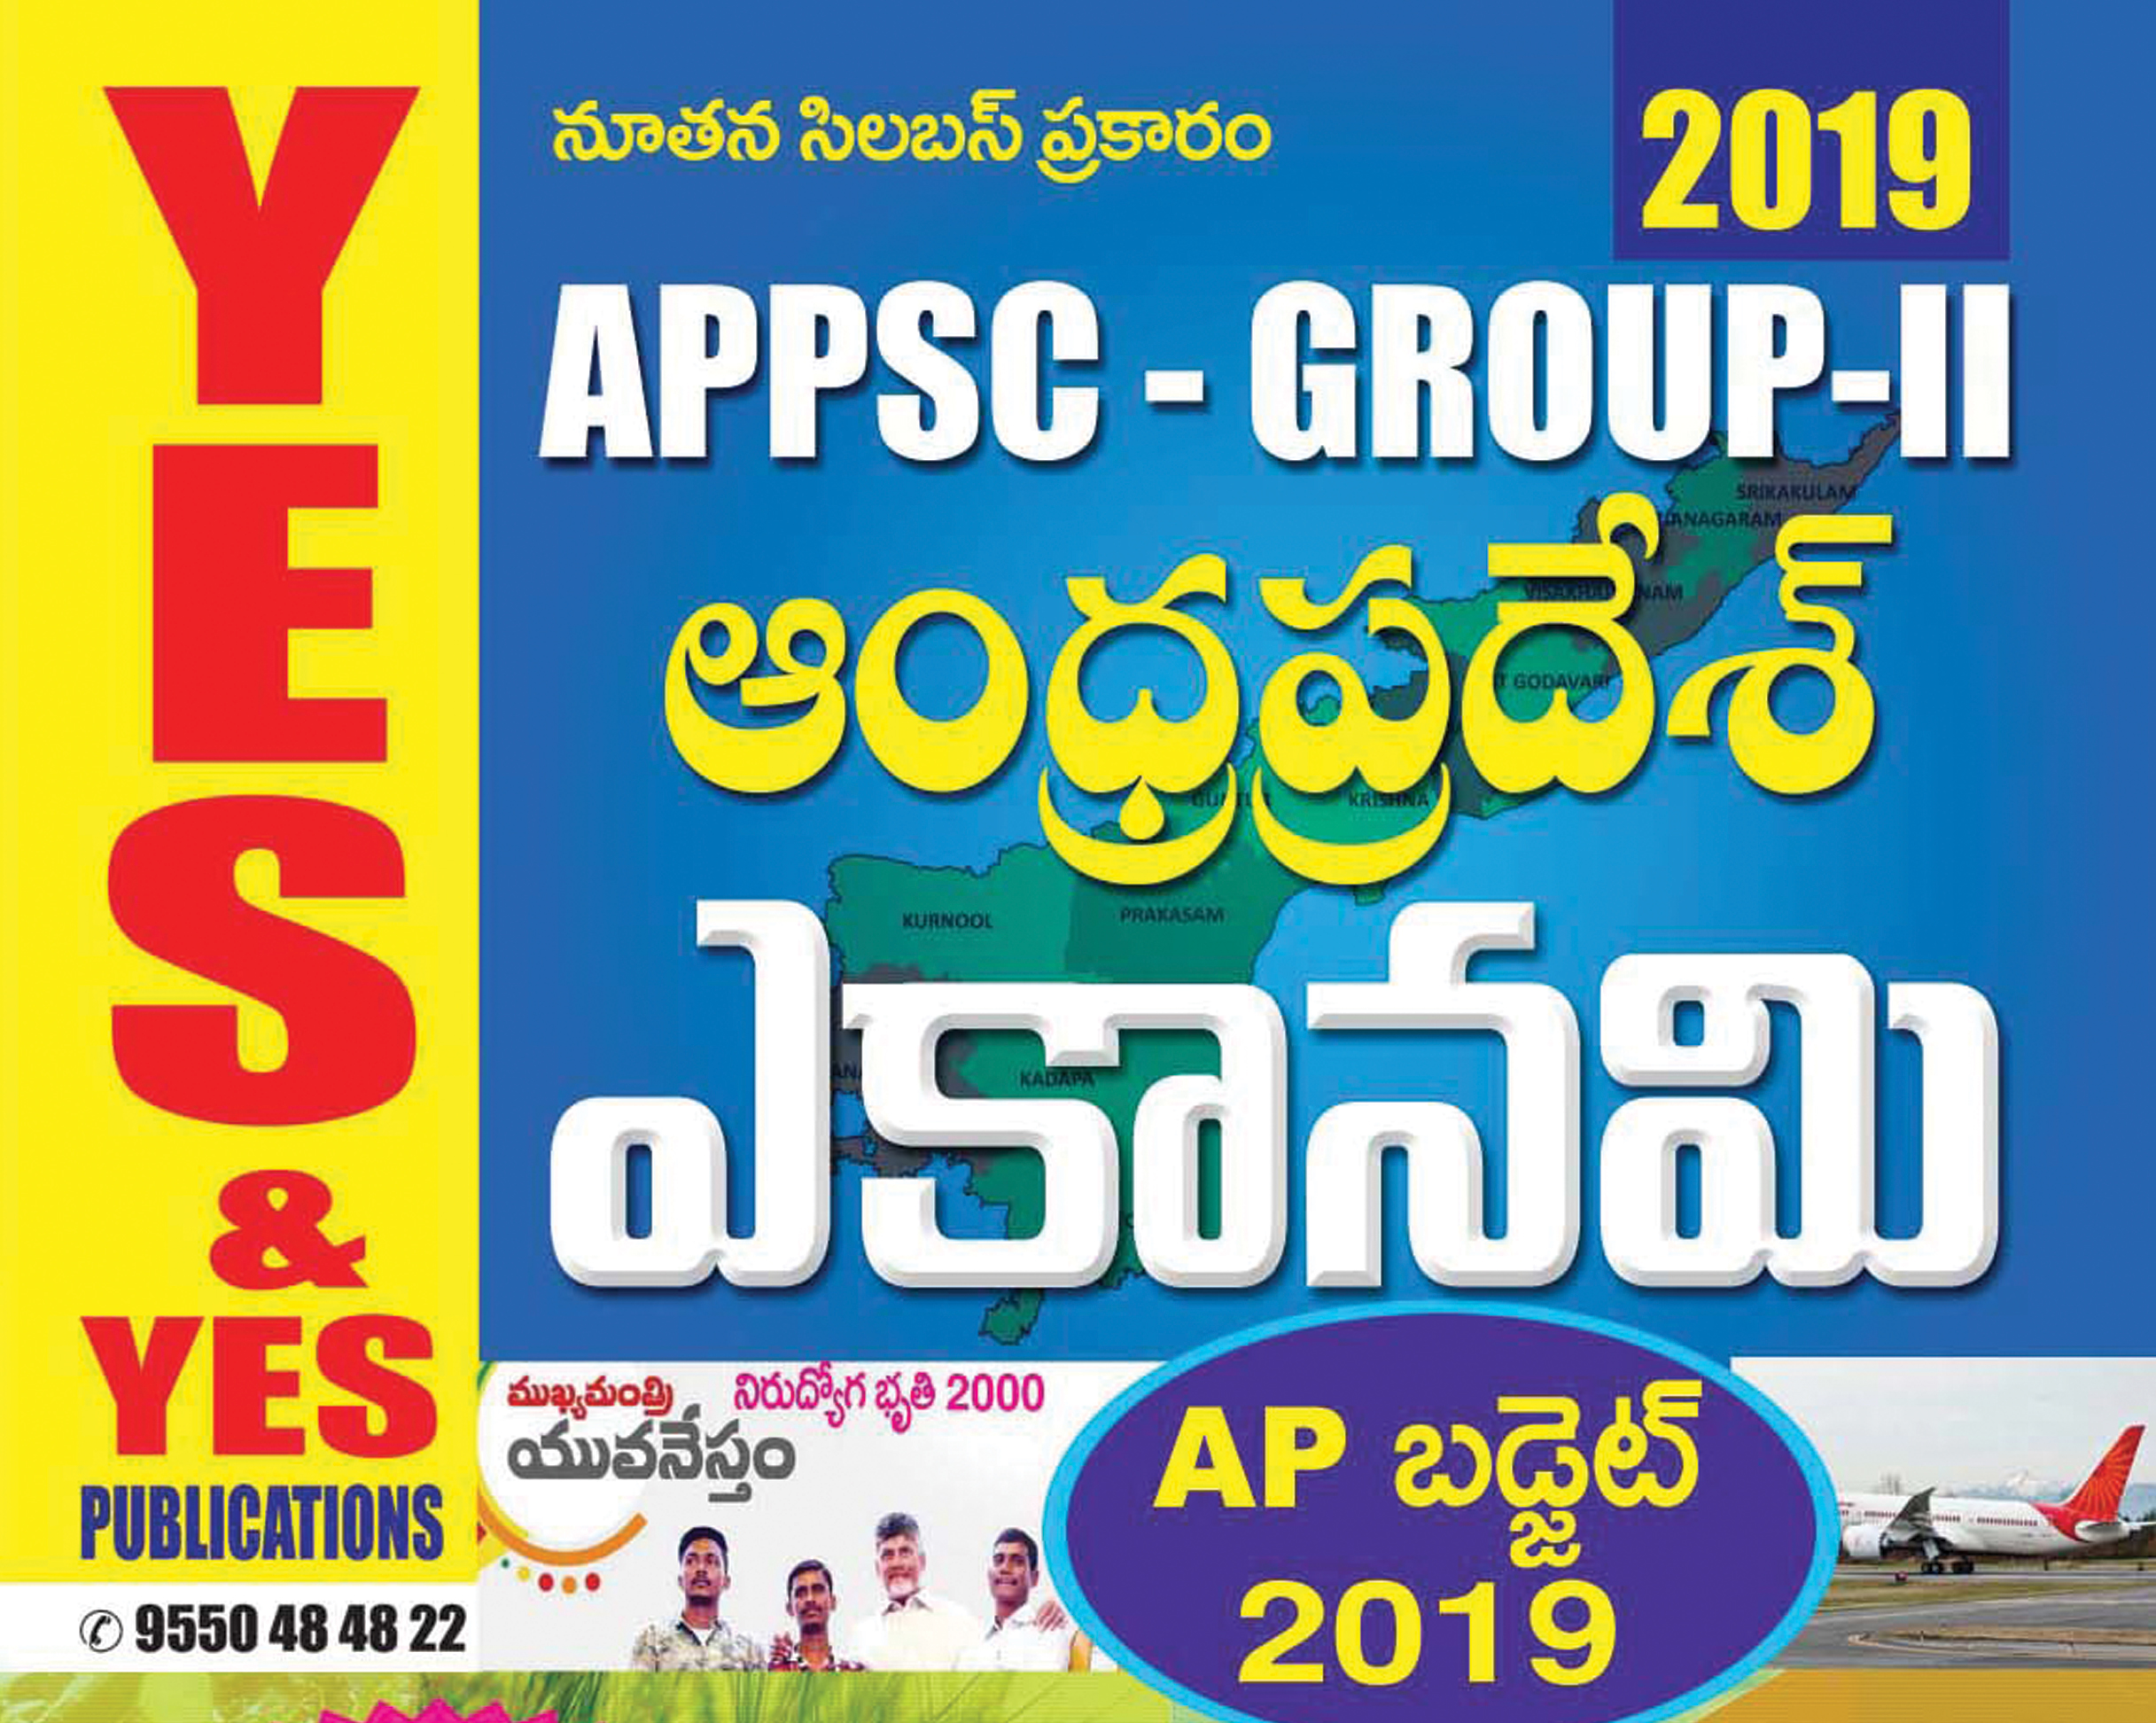 YES
&
YES
PUBLICATIONS
✆ 9550 48 48 22
నూతన సిలబస్ ప్రకారం
2019
APPSC - GROUP-II
ఆంధ్రప్రదేశ్
ఎకానమి
SRIKAKULAM
KRISHNA
KURNOOL
PRAKASAM
KADAPA
ముఖ్యమంత్రి
యువనేస్తం
నిరుద్యోగ భృతి 2000
AP బడ్జెట్
2019